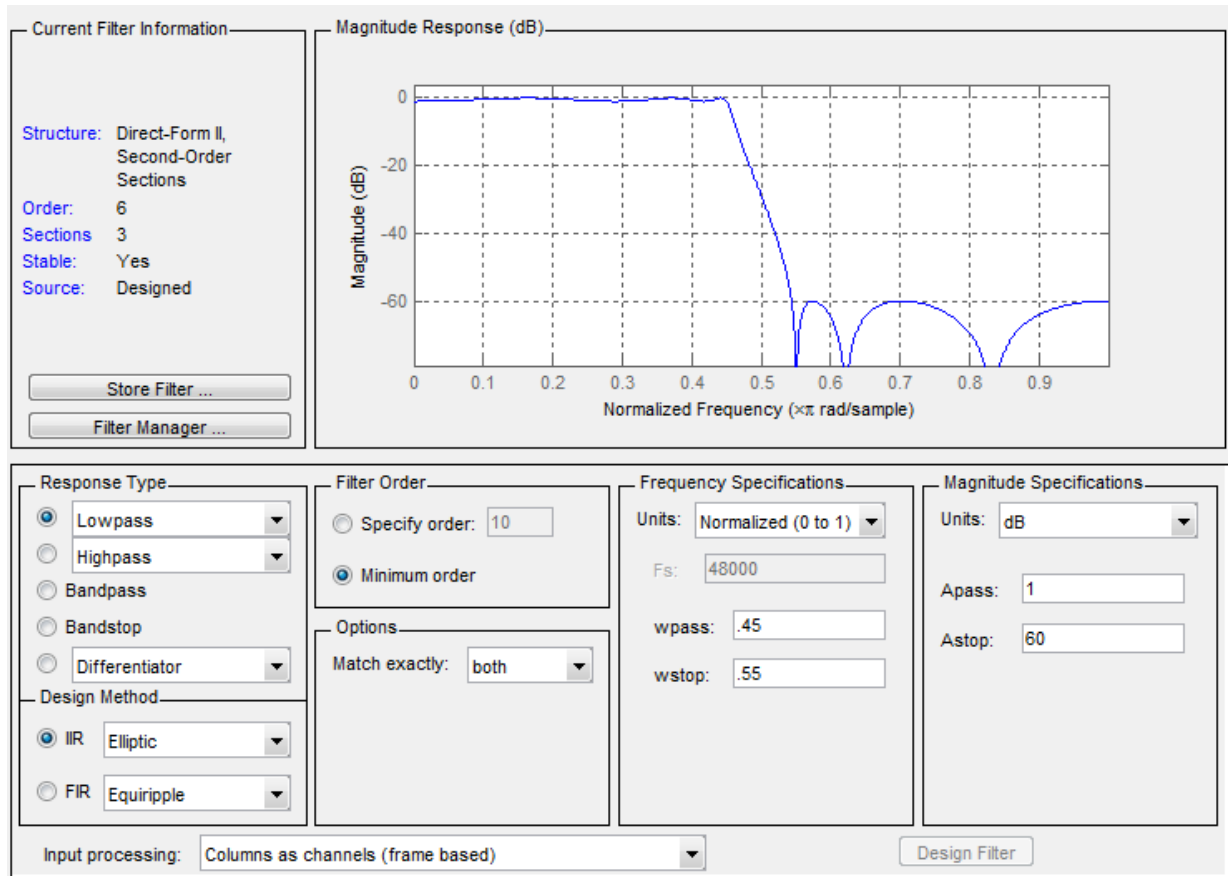 Current Filter Information
Structure: Direct-Form II,
Second-Order
Sections
Order: 6
Sections 3
Stable: Yes
Source: Designed
Store Filter ...
Filter Manager ...
Magnitude Response (dB)
0
-20
-40
-60
Magnitude (dB)
0 0.1 0.2 0.3 0.4 0.5 0.6 0.7 0.8 0.9
Normalized Frequency (×π rad/sample)
Response Type
Lowpass
Highpass
Bandpass
Bandstop
Differentiator
Design Method
IIR Elliptic
FIR Equiripple
Filter Order
Specify order: 10
Minimum order
Options
Match exactly: both
Frequency Specifications
Units: Normalized (0 to 1)
Fs: 48000
wpass: .45
wstop: .55
Magnitude Specifications
Units: dB
Apass: 1
Astop: 60
Input processing: Columns as channels (frame based)
Design Filter